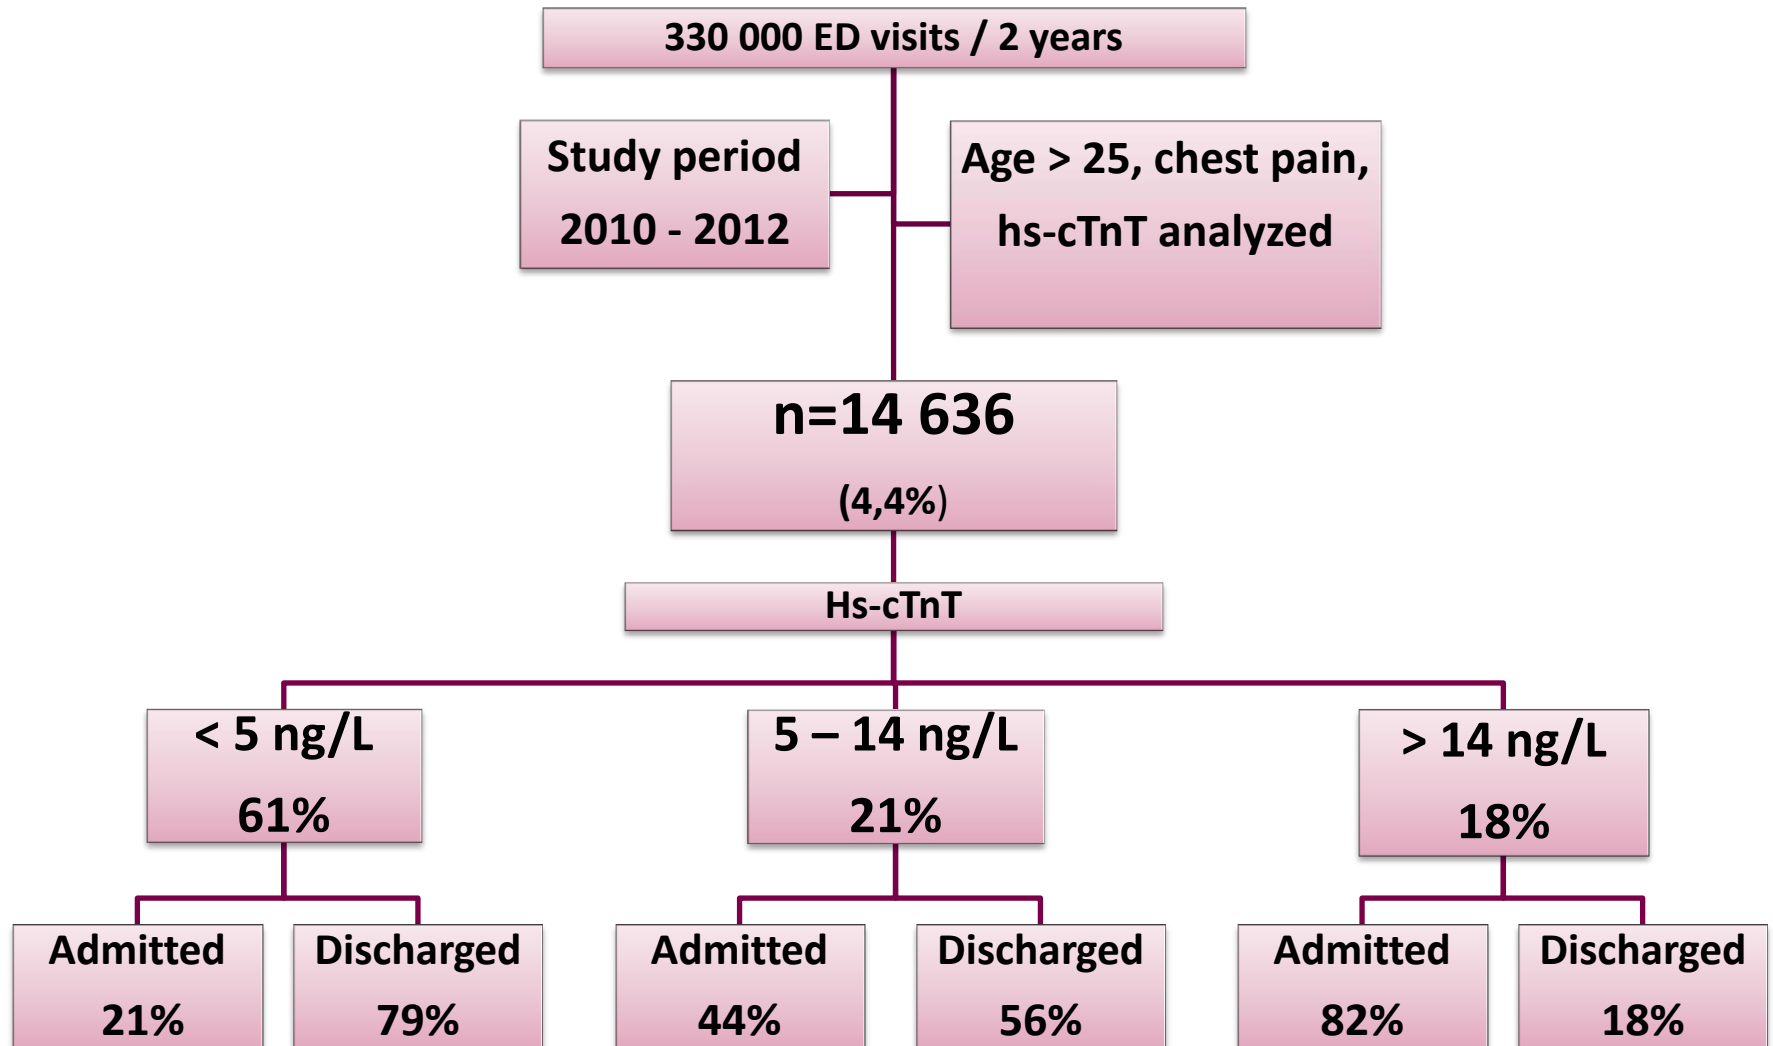 330 000 ED visits / 2 years
Study period
2010 - 2012
Age > 25, chest pain,
hs-cTnT analyzed
n=14 636
(4,4%)
Hs-cTnT
< 5 ng/L
61%
5 – 14 ng/L
21%
> 14 ng/L
18%
Admitted
21%
Discharged
79%
Admitted
44%
Discharged
56%
Admitted
82%
Discharged
18%